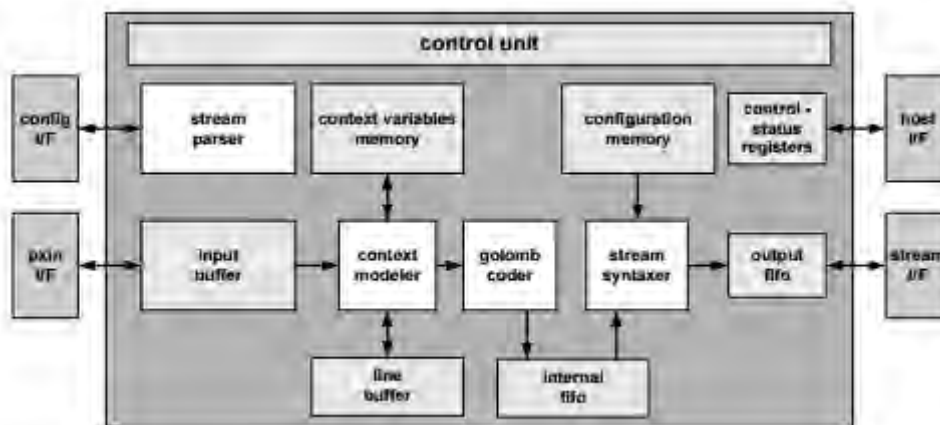 control unit
config
I/F
stream
parser
context variables
memory
configuration
memory
control -
status
registers
host
I/F
pxin
I/F
input
buffer
context
modeler
golomb
coder
stream
syntaxer
output
fifo
stream
I/F
line
buffer
internal
fifo